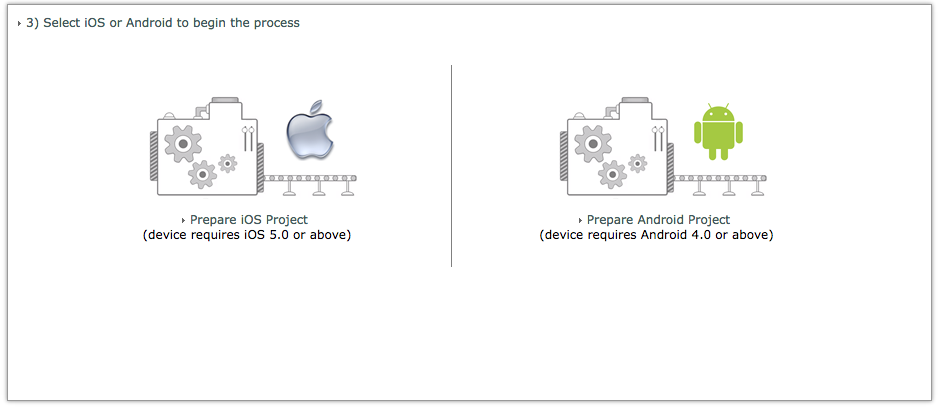 3) Select iOS or Android to begin the process
Prepare iOS Project
(device requires iOS 5.0 or above)
Prepare Android Project
(device requires Android 4.0 or above)